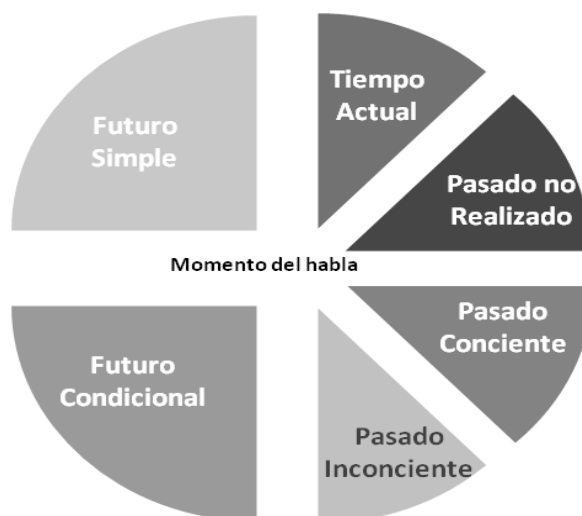 Futuro
Simple
Tiempo
Actual
Pasado no
Realizado
Momento del habla
Pasado
Conciente
Futuro
Condicional
Pasado
Inconciente